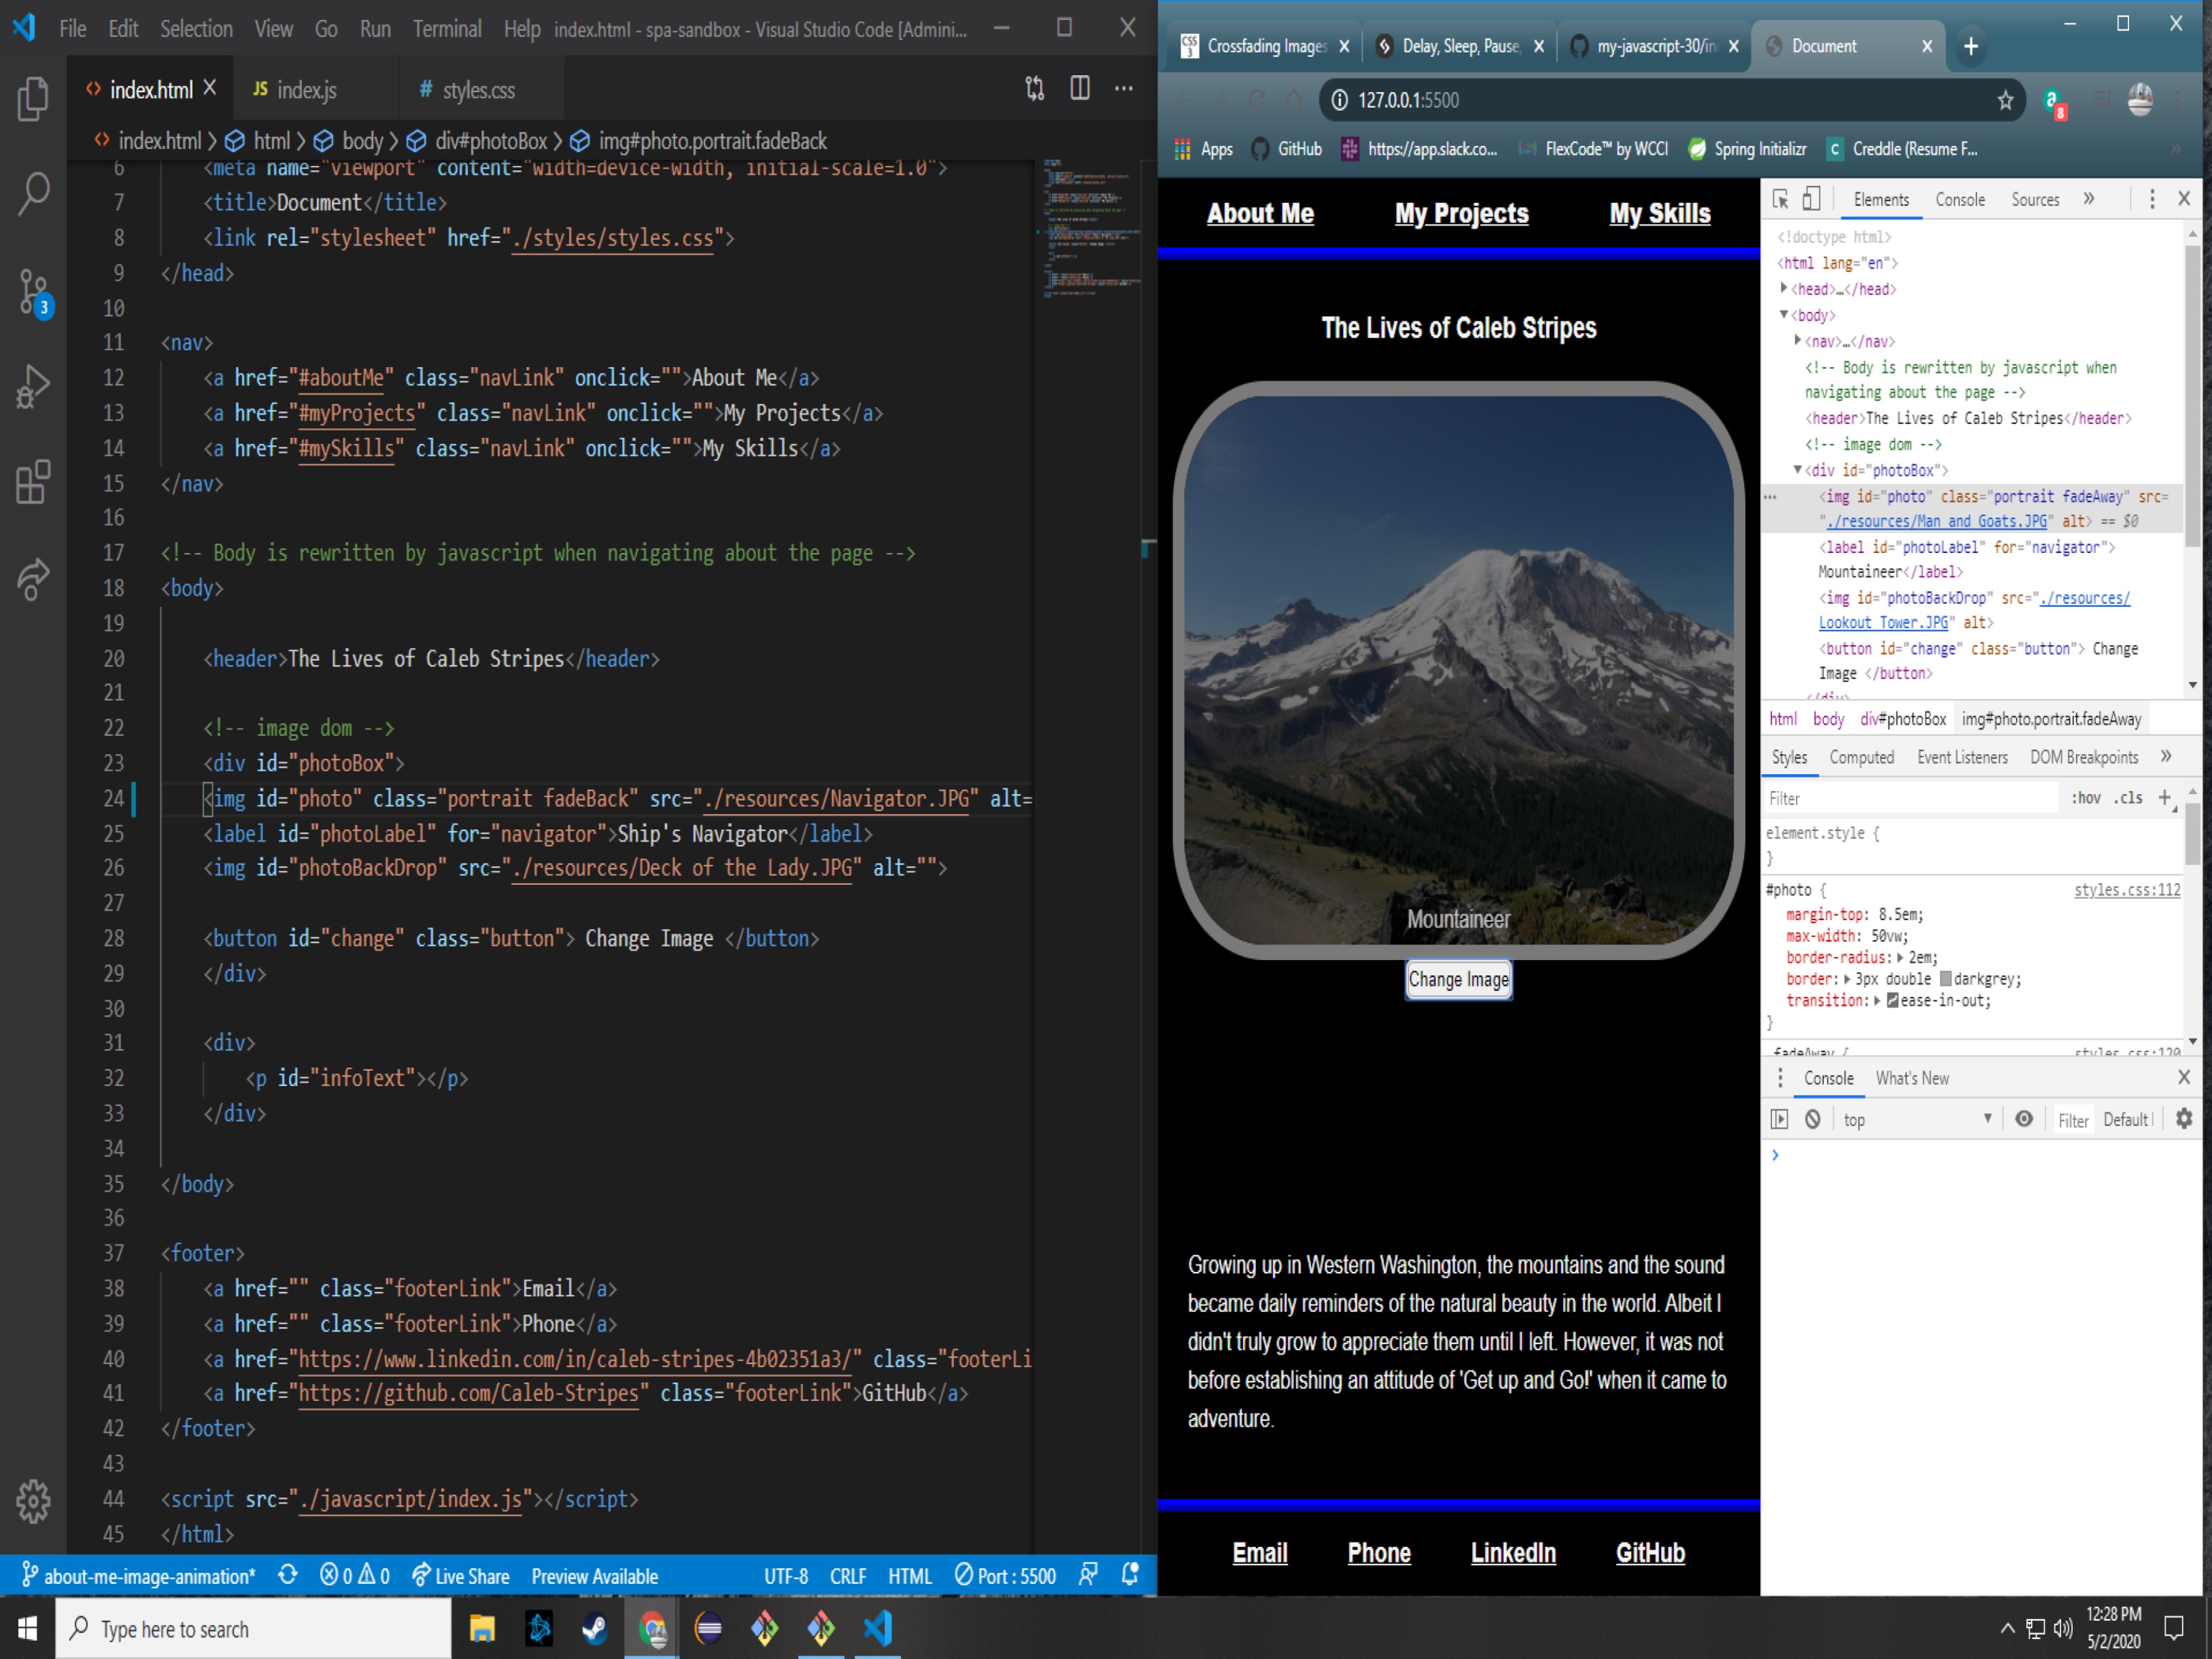 File Edit Selection View Go Run Terminal Help index.html - spa-sandbox - Visual Studio Code [Admini...
index.html JS index.js # styles.css
index.html > html > body > div#photoBox > img#photo.portrait.fadeBack
6 <meta name="viewport" content="width=device-width, initial-scale=1.0">
7 <title>Document</title>
8 <link rel="stylesheet" href="./styles/styles.css">
9 </head>
10
11 <nav>
12 <a href="#aboutMe" class="navLink" onclick="">About Me</a>
13 <a href="#myProjects" class="navLink" onclick="">My Projects</a>
14 <a href="#mySkills" class="navLink" onclick="">My Skills</a>
15 </nav>
16
17 <!-- Body is rewritten by javascript when navigating about the page -->
18 <body>
19
20 <header>The Lives of Caleb Stripes</header>
21
22 <!-- image dom -->
23 <div id="photoBox">
24 <img id="photo" class="portrait fadeBack" src="./resources/Navigator.JPG" alt=
25 <label id="photoLabel" for="navigator">Ship's Navigator</label>
26 <img id="photoBackDrop" src="./resources/Deck of the Lady.JPG" alt="">
27
28 <button id="change" class="button"> Change Image </button>
29 </div>
30
31 <div>
32 <p id="infoText"></p>
33 </div>
34
35 </body>
36
37 <footer>
38 <a href="" class="footerLink">Email</a>
39 <a href="" class="footerLink">Phone</a>
40 <a href="https://www.linkedin.com/in/caleb-stripes-4b02351a3/" class="footerLi
41 <a href="https://github.com/Caleb-Stripes" class="footerLink">GitHub</a>
42 </footer>
43
44 <script src="./javascript/index.js"></script>
45 </html>
3
about-me-image-animation* 0 0 Live Share Preview Available UTF-8 CRLF HTML Port : 5500
CSS 3 Crossfading Images Delay, Sleep, Pause, my-javascript-30/in Document
127.0.0.1:5500 a 8
Apps GitHub https://app.slack.co... FlexCode™ by WCCI Spring Initializr C Creddle (Resume F... »
About Me My Projects My Skills
The Lives of Caleb Stripes
Mountaineer
Change Image
Growing up in Western Washington, the mountains and the sound
became daily reminders of the natural beauty in the world. Albeit I
didn't truly grow to appreciate them until I left. However, it was not
before establishing an attitude of 'Get up and Go!' when it came to
adventure.
Email Phone LinkedIn GitHub
Elements Console Sources »
<!doctype html>
<html lang="en">
<head>…</head>
<body>
<nav>…</nav>
<!-- Body is rewritten by javascript when
navigating about the page -->
<header>The Lives of Caleb Stripes</header>
<!-- image dom -->
<div id="photoBox">
<img id="photo" class="portrait fadeAway" src=
"./resources/Man and Goats.JPG" alt> == $0
<label id="photoLabel" for="navigator">
Mountaineer</label>
<img id="photoBackDrop" src="./resources/
Lookout Tower.JPG" alt>
<button id="change" class="button"> Change
Image </button>
</div>
html body div#photoBox img#photo.portrait.fadeAway
Styles Computed Event Listeners DOM Breakpoints »
Filter :hov .cls +
element.style {
}
#photo { styles.css:112
margin-top: 8.5em;
max-width: 50vw;
border-radius: 2em;
border: 3px double darkgrey;
transition: ease-in-out;
}
.fadeAway { styles.css:120
Console What's New
top Filter Default
Type here to search
12:28 PM
5/2/2020